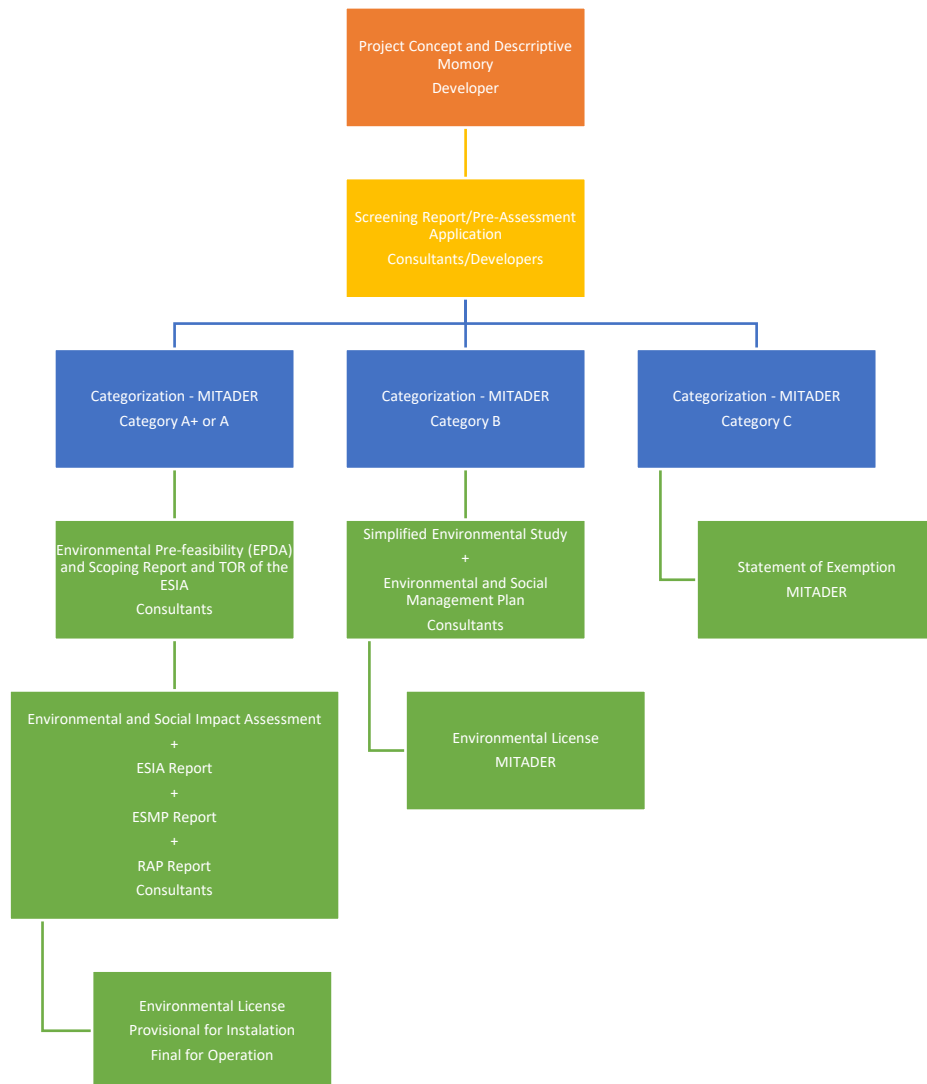 Project Concept and Descrriptive
Momory
Developer
Screening Report/Pre-Assessment
Application
Consultants/Developers
Categorization - MITADER
Category A+ or A
Categorization - MITADER
Category B
Categorization - MITADER
Category C
Environmental Pre-feasibility (EPDA)
and Scoping Report and TOR of the
ESIA
Consultants
Simplified Environmental Study
+
Environmental and Social
Management Plan
Consultants
Statement of Exemption
MITADER
Environmental and Social Impact Assessment
+
ESIA Report
+
ESMP Report
+
RAP Report
Consultants
Environmental License
MITADER
Environmental License
Provisional for Instalation
Final for Operation